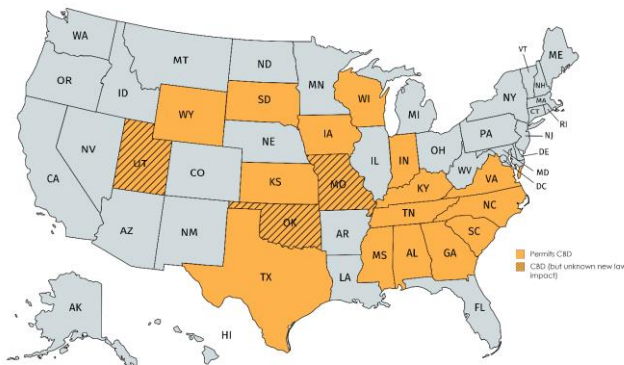 WA
MT
ND
MN
VT
ME
OR
ID
SD
WI
MI
NY
NH
MA
CT
RI
WY
IA
NE
PA
NJ
NV
UT
CO
IL
IN
OH
WV
DE
MD
DC
CA
KS
MO
KY
VA
AZ
NM
OK
AR
TN
NC
SC
TX
LA
MS
AL
GA
Permits CBD
CBD (but unknown new law
impact)
AK
HI
FL